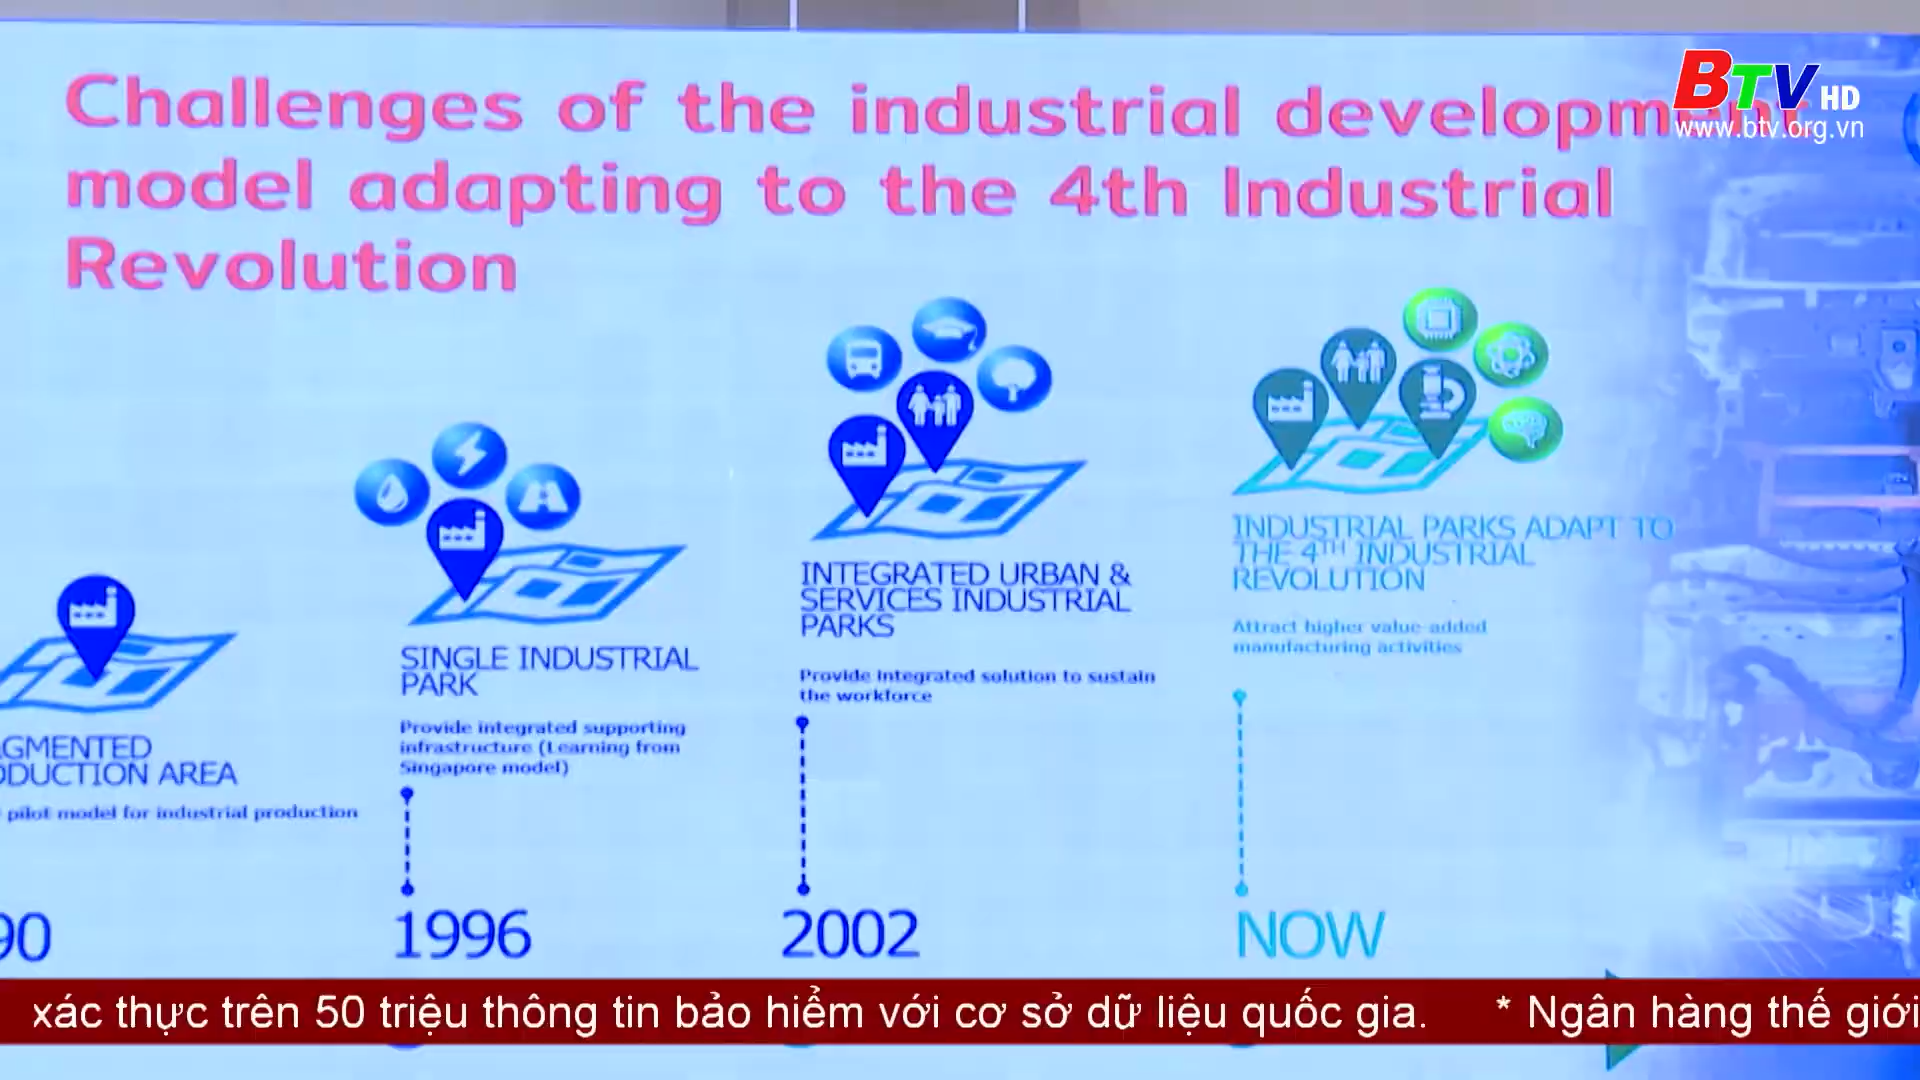 Challenges of the industrial development
model adapting to the 4th Industrial
Revolution
BTV HD
www.btv.org.vn
INDUSTRIAL PARKS ADAPT TO
THE 4TH INDUSTRIAL
REVOLUTION
Attract higher value-added
manufacturing activities
INTEGRATED URBAN &
SERVICES INDUSTRIAL
PARKS
Provide integrated solution to sustain
the workforce
SINGLE INDUSTRIAL
PARK
Provide integrated supporting
infrastructure (Learning from
Singapore model)
GMENTED
DUCTION AREA
pilot model for industrial production
90
1996
2002
NOW
xác thực trên 50 triệu thông tin bảo hiểm với cơ sở dữ liệu quốc gia. * Ngân hàng thế giới